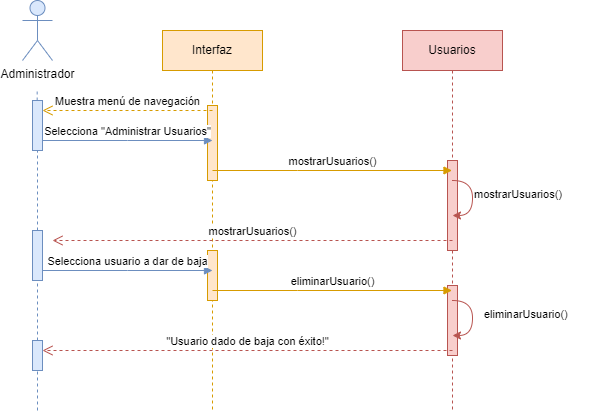 Administrador
Interfaz
Usuarios
Muestra menú de navegación
Selecciona "Administrar Usuarios"
mostrarUsuarios()
mostrarUsuarios()
mostrarUsuarios()
Selecciona usuario a dar de baja
eliminarUsuario()
eliminarUsuario()
"Usuario dado de baja con éxito!"